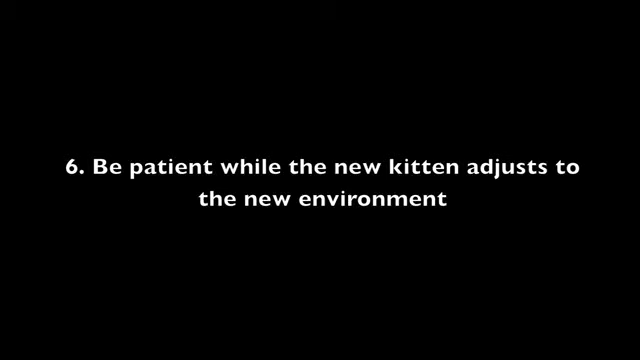 6. Be patient while the new kitten adjusts to
the new environment